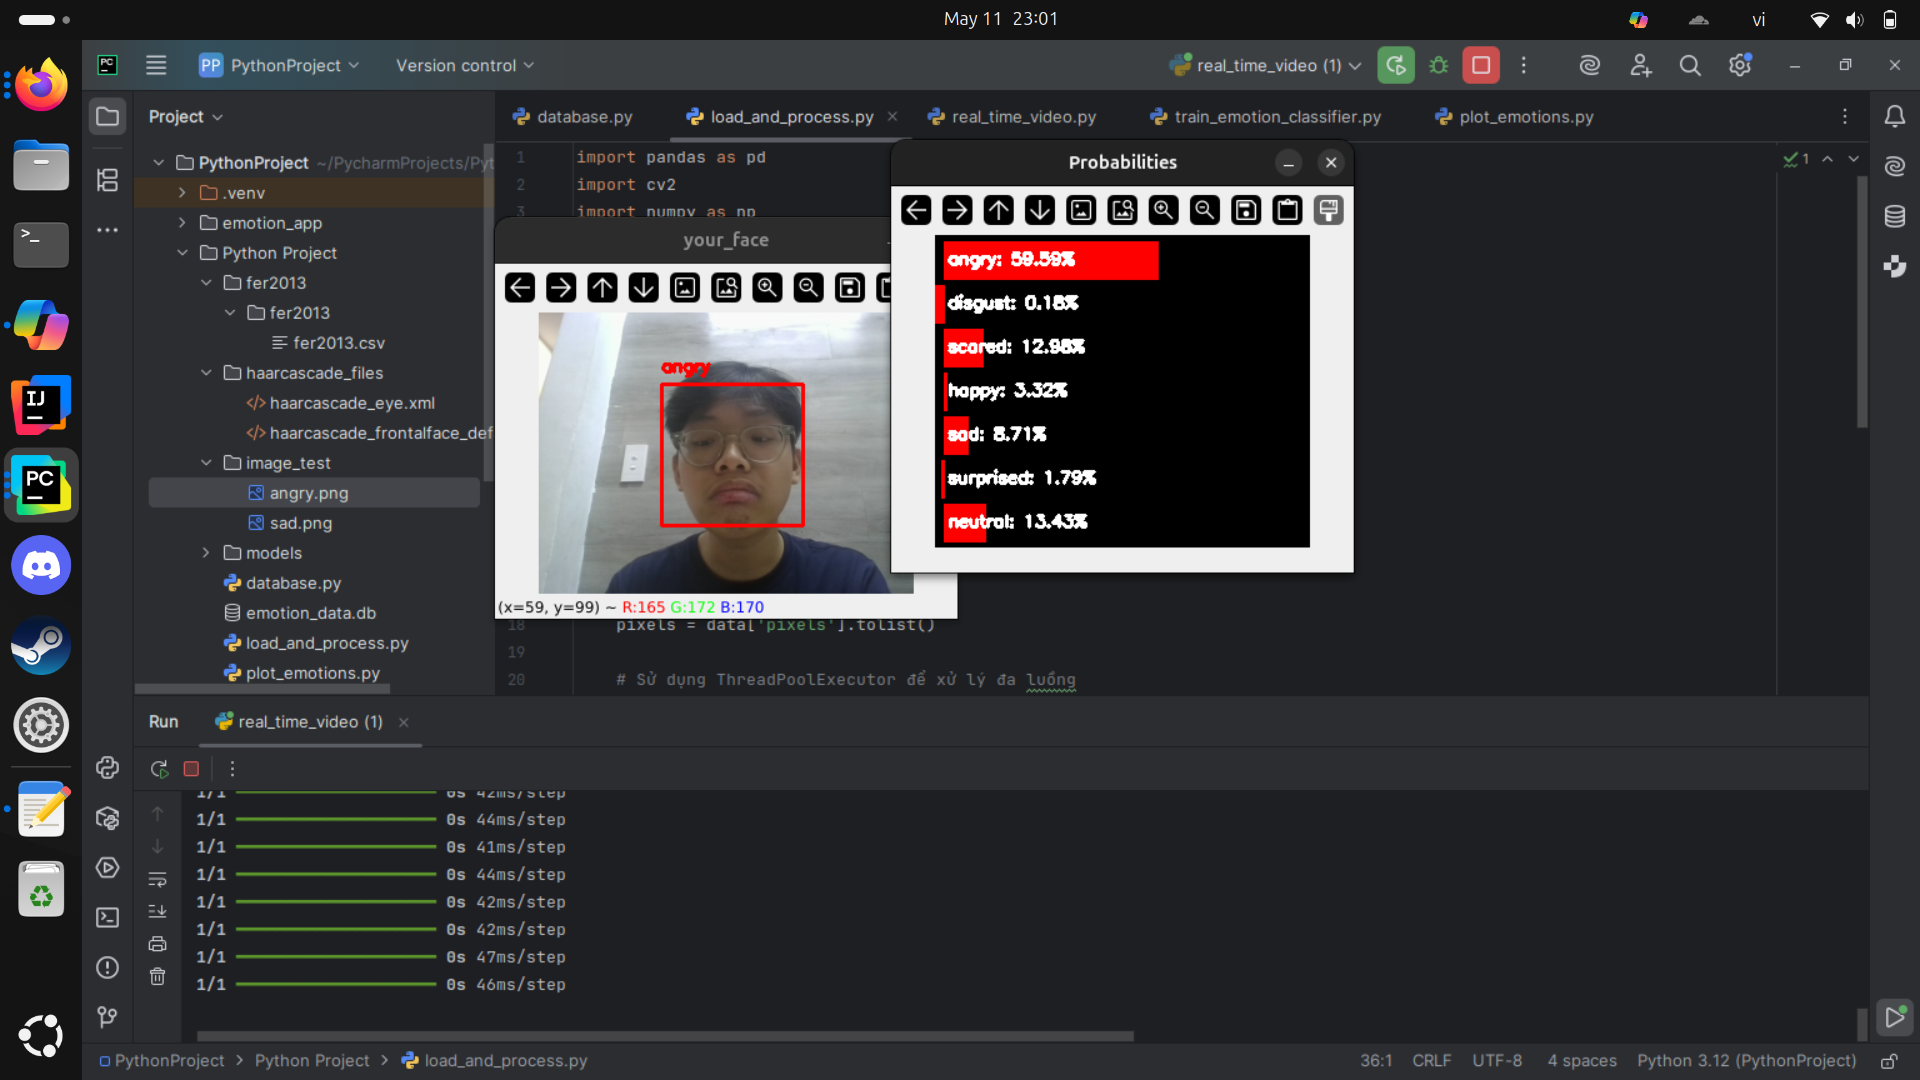 May 11 23:01
vi
PC
PP PythonProject
Version control
real_time_video (1)
Project
database.py
load_and_process.py
real_time_video.py
train_emotion_classifier.py
plot_emotions.py
PythonProject ~/PycharmProjects/Pyt
.venv
emotion_app
Python Project
fer2013
fer2013
fer2013.csv
haarcascade_files
haarcascade_eye.xml
haarcascade_frontalface_def
image_test
angry.png
sad.png
models
database.py
emotion_data.db
load_and_process.py
plot_emotions.py
1 import pandas as pd
2 import cv2
3 import numpy as np
1
your_face
angry
(x=59, y=99) ~ R:165 G:172 B:170
Probabilities
angry: 59.59%
disgust: 0.18%
scared: 12.98%
happy: 3.32%
sad: 8.71%
surprised: 1.79%
neutral: 13.43%
18 pixels = data['pixels'].tolist()
19
20 # Sử dụng ThreadPoolExecutor để xử lý đa luồng
IJ
PC
Run
real_time_video (1)
1/1 0s 42ms/step
1/1 0s 44ms/step
1/1 0s 41ms/step
1/1 0s 44ms/step
1/1 0s 42ms/step
1/1 0s 42ms/step
1/1 0s 47ms/step
1/1 0s 46ms/step
PythonProject > Python Project > load_and_process.py
36:1 CRLF UTF-8 4 spaces Python 3.12 (PythonProject)